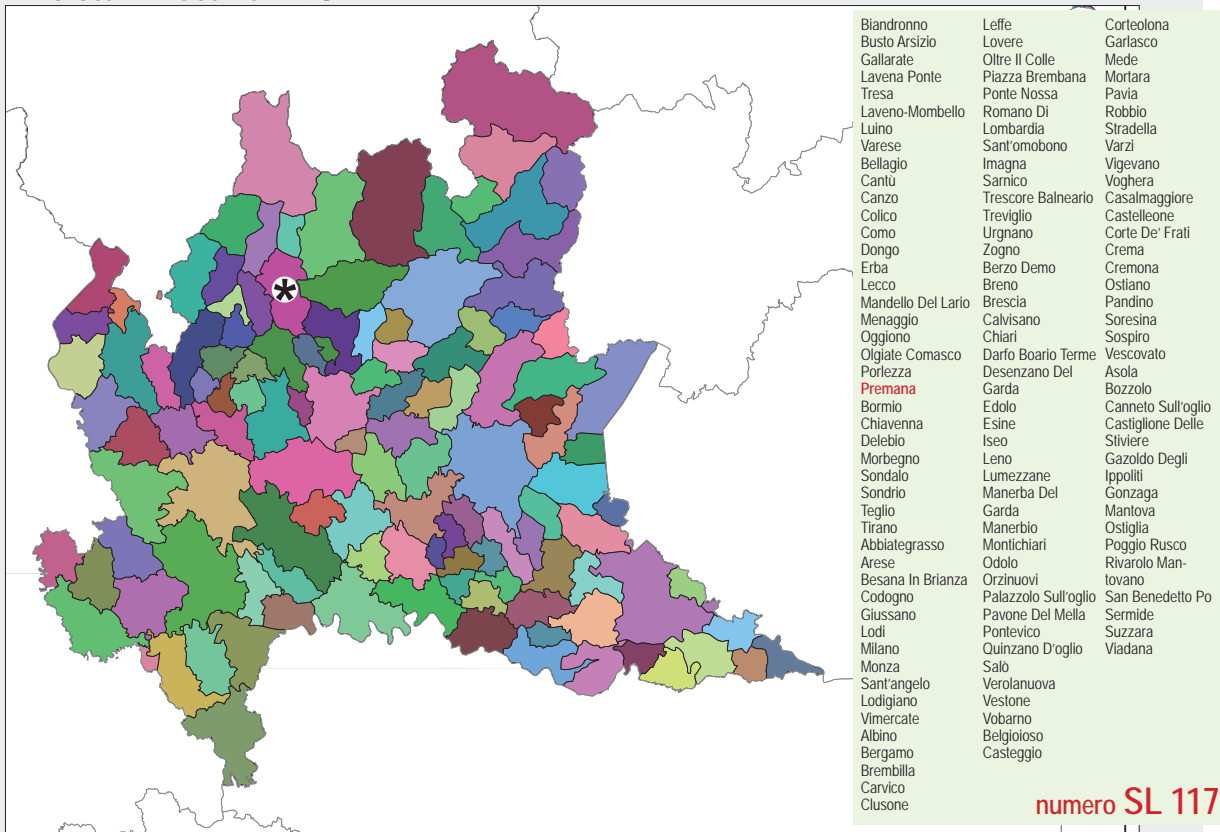 Biandronno
Busto Arsizio
Gallarate
Lavena Ponte
Tresa
Laveno-Mombello
Luino
Varese
Bellagio
Cantù
Canzo
Colico
Como
Dongo
Erba
Lecco
Mandello Del Lario
Menaggio
Oggiono
Olgiate Comasco
Porlezza
Premana
Bormio
Chiavenna
Delebio
Morbegno
Sondalo
Sondrio
Teglio
Tirano
Abbiategrasso
Arese
Besana In Brianza
Codogno
Giussano
Lodi
Milano
Monza
Sant'angelo
Lodigiano
Vimercate
Albino
Bergamo
Brembilla
Carvico
Clusone
Leffe
Lovere
Oltre Il Colle
Piazza Brembana
Ponte Nossa
Romano Di
Lombardia
Sant'omobono
Imagna
Sarnico
Trescore Balneario
Treviglio
Urgnano
Zogno
Berzo Demo
Breno
Brescia
Calvisano
Chiari
Darfo Boario Terme
Desenzano Del
Garda
Edolo
Esine
Iseo
Leno
Lumezzane
Manerba Del
Garda
Manerbio
Montichiari
Odolo
Orzinuovi
Palazzolo Sull'oglio
Pavone Del Mella
Pontevico
Quinzano D'oglio
Salò
Verolanuova
Vestone
Vobarno
Belgioioso
Casteggio
Corteolona
Garlasco
Mede
Mortara
Pavia
Robbio
Stradella
Varzi
Vigevano
Voghera
Casalmaggiore
Castelleone
Corte De' Frati
Crema
Cremona
Ostiano
Pandino
Soresina
Sospiro
Vescovato
Asola
Bozzolo
Canneto Sull'oglio
Castiglione Delle
Stiviere
Gazoldo Degli
Ippoliti
Gonzaga
Mantova
Ostiglia
Poggio Rusco
Rivarolo Man-
tovano
San Benedetto Po
Sermide
Suzzara
Viadana
numero SL 117